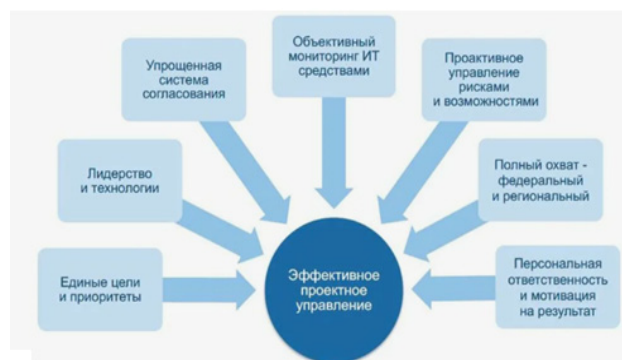 Объективный
мониторинг ИТ
средствами
Упрощенная
система
согласования
Проактивное
управление
рисками
и возможностями
Лидерство
и технологии
Полный охват -
федеральный
и региональный
Единые цели
и приоритеты
Эффективное
проектное
управление
Персональная
ответственность
и мотивация
на результат